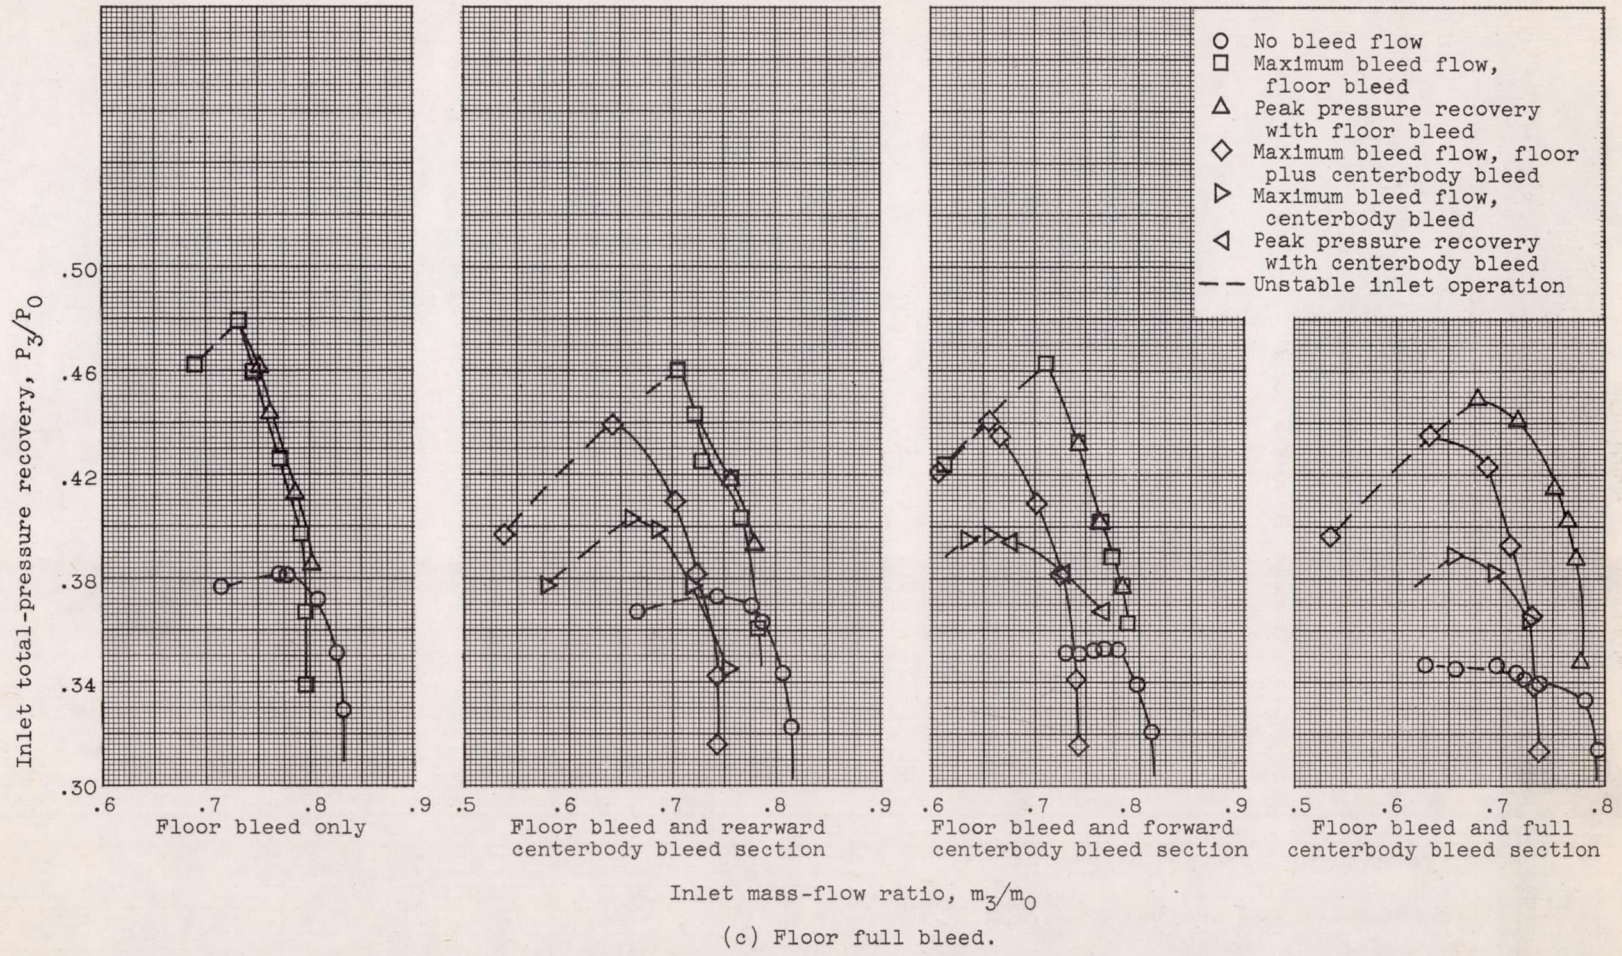 No bleed flow
Maximum bleed flow,
floor bleed
Peak pressure recovery
with floor bleed
Maximum bleed flow, floor
plus centerbody bleed
Maximum bleed flow,
centerbody bleed
Peak pressure recovery
with centerbody bleed
Unstable inlet operation
Inlet total-pressure recovery, P3/P0
.50
.46
.42
.38
.34
.30
.6 .7 .8 .9
Floor bleed only
.5 .6 .7 .8 .9
Floor bleed and rearward
centerbody bleed section
.6 .7 .8 .9
Floor bleed and forward
centerbody bleed section
.5 .6 .7 .8
Floor bleed and full
centerbody bleed section
Inlet mass-flow ratio, m3/m0
(c) Floor full bleed.